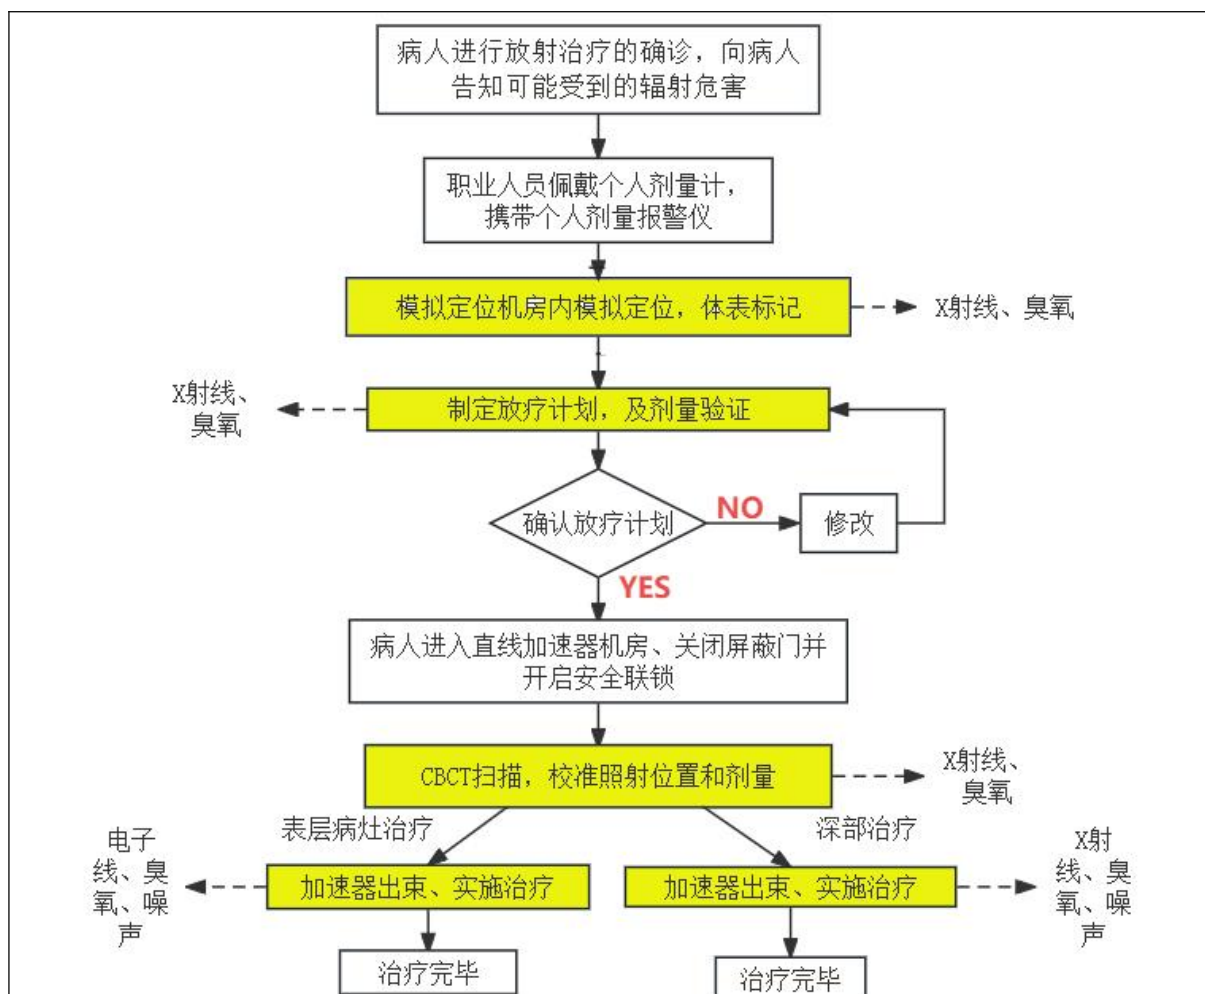 病人进行放射治疗的确诊，向病人
告知可能受到的辐射危害
职业人员佩戴个人剂量计，
携带个人剂量报警仪
模拟定位机房内模拟定位，体表标记
X射线、臭氧
X射线、
臭氧
制定放疗计划，及剂量验证
确认放疗计划
NO
修改
YES
病人进入直线加速器机房、关闭屏蔽门并
开启安全联锁
CBCT扫描，校准照射位置和剂量
X射线、
臭氧
表层病灶治疗
深部治疗
电子
线、臭
氧、噪
声
加速器出束、实施治疗
加速器出束、实施治疗
X射
线、臭
氧、噪
声
治疗完毕
治疗完毕